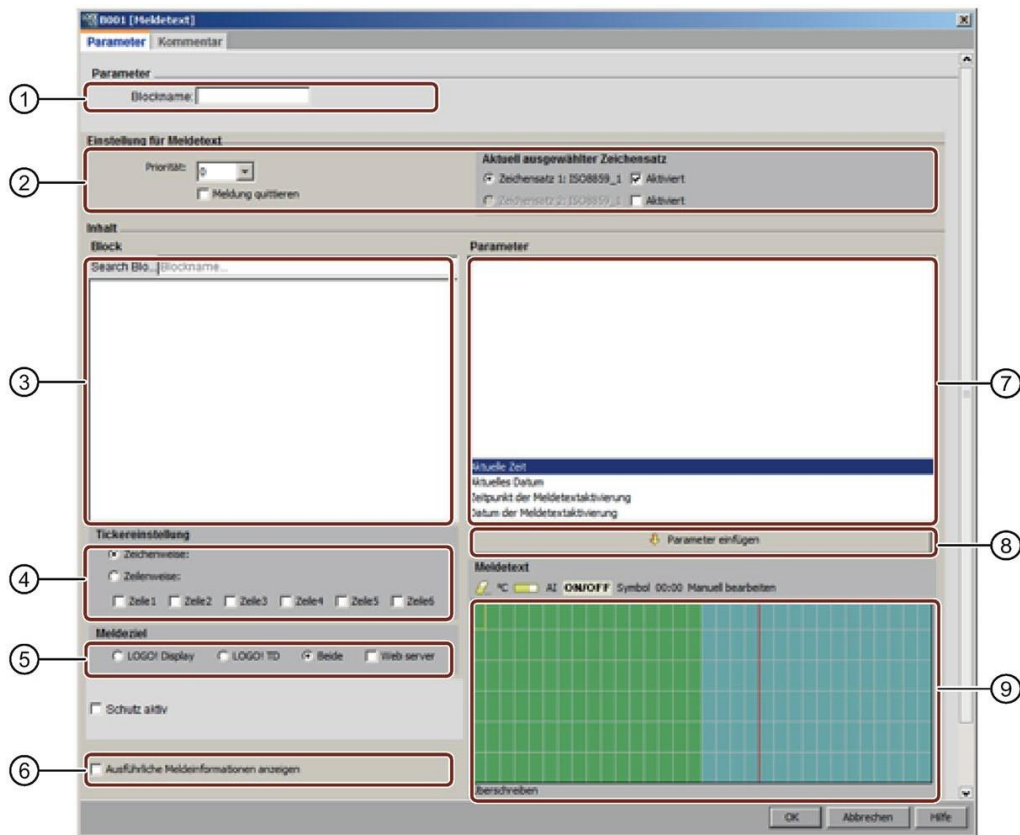 B001 [Meldetext]
Parameter Kommentar
Parameter
① Blockname:
Einstellung für Meldetext
② Priorität: 0
Meldung quittieren
Aktuell ausgewählter Zeichensatz
Zeichensatz 1: ISO8859_1 Aktiviert
Zeichensatz 2: ISO8859_1 Aktiviert
Inhalt
Block
Search Blo... Blockname...
③
Parameter
⑦
Aktuelle Zeit
Aktuelles Datum
Zeitpunkt der Meldetextaktivierung
Datum der Meldetextaktivierung
Parameter einfügen ⑧
Tickereinstellung
Zeichenweise:
④ Zeilenweise:
Zeile1 Zeile2 Zeile3 Zeile4 Zeile5 Zeile6
Meldeziel
⑤ LOGO! Display LOGO! TD Beide Web server
Schutz aktiv
⑥ Ausführliche Meldeinformationen anzeigen
Meldetext
°C AI ON/OFF Symbol 00:00 Manuell bearbeiten
⑨
Überschreiben
OK Abbrechen Hilfe